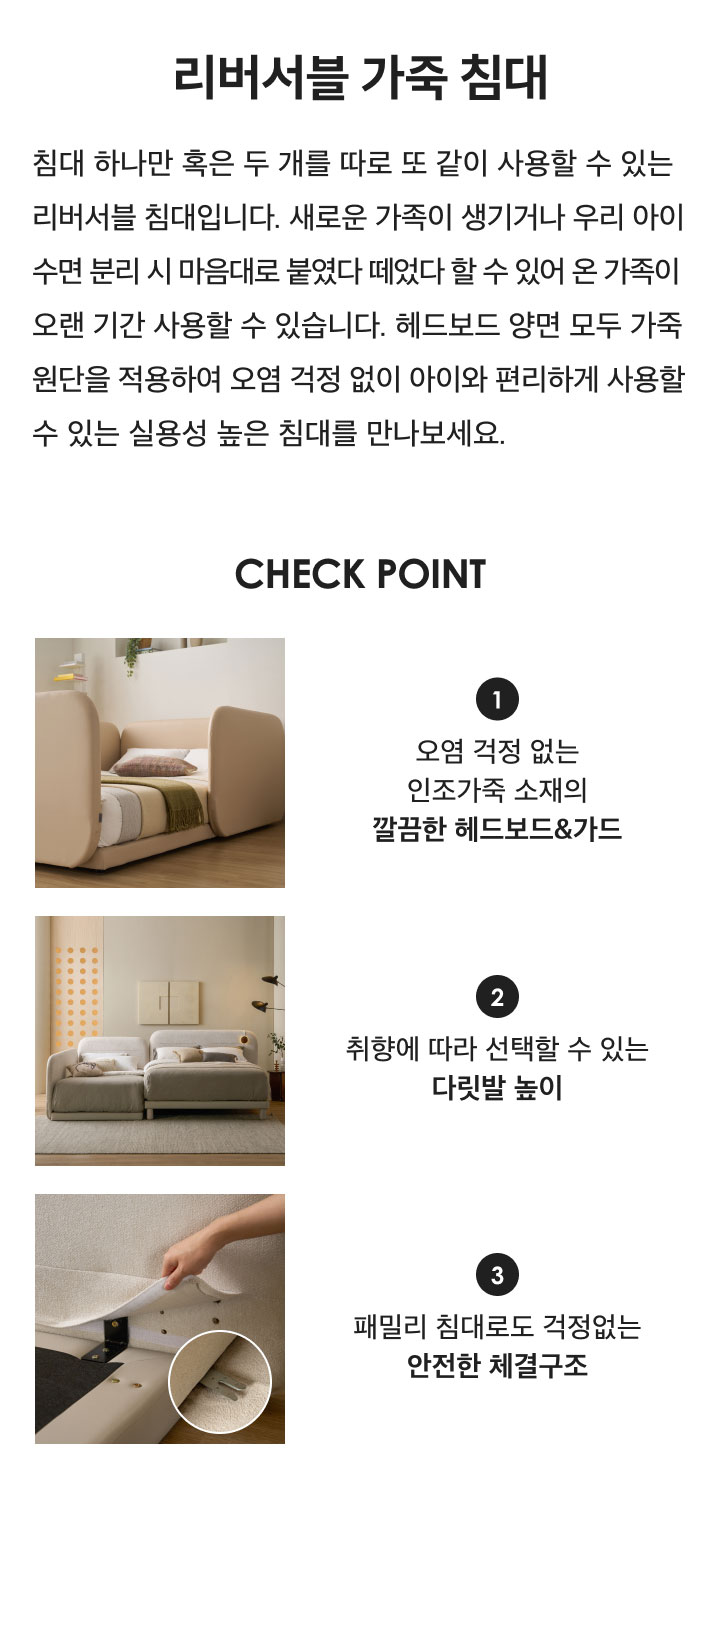 리버서블 가죽 침대
침대 하나만 혹은 두 개를 따로 또 같이 사용할 수 있는
리버서블 침대입니다. 새로운 가족이 생기거나 우리 아이
수면 분리 시 마음대로 붙였다 떼었다 할 수 있어 온 가족이
오랜 기간 사용할 수 있습니다. 헤드보드 양면 모두 가죽
원단을 적용하여 오염 걱정 없이 아이와 편리하게 사용할
수 있는 실용성 높은 침대를 만나보세요.
CHECK POINT
1
오염 걱정 없는
인조가죽 소재의
깔끔한 헤드보드&가드
2
취향에 따라 선택할 수 있는
다릿발 높이
3
패밀리 침대로도 걱정없는
안전한 체결구조